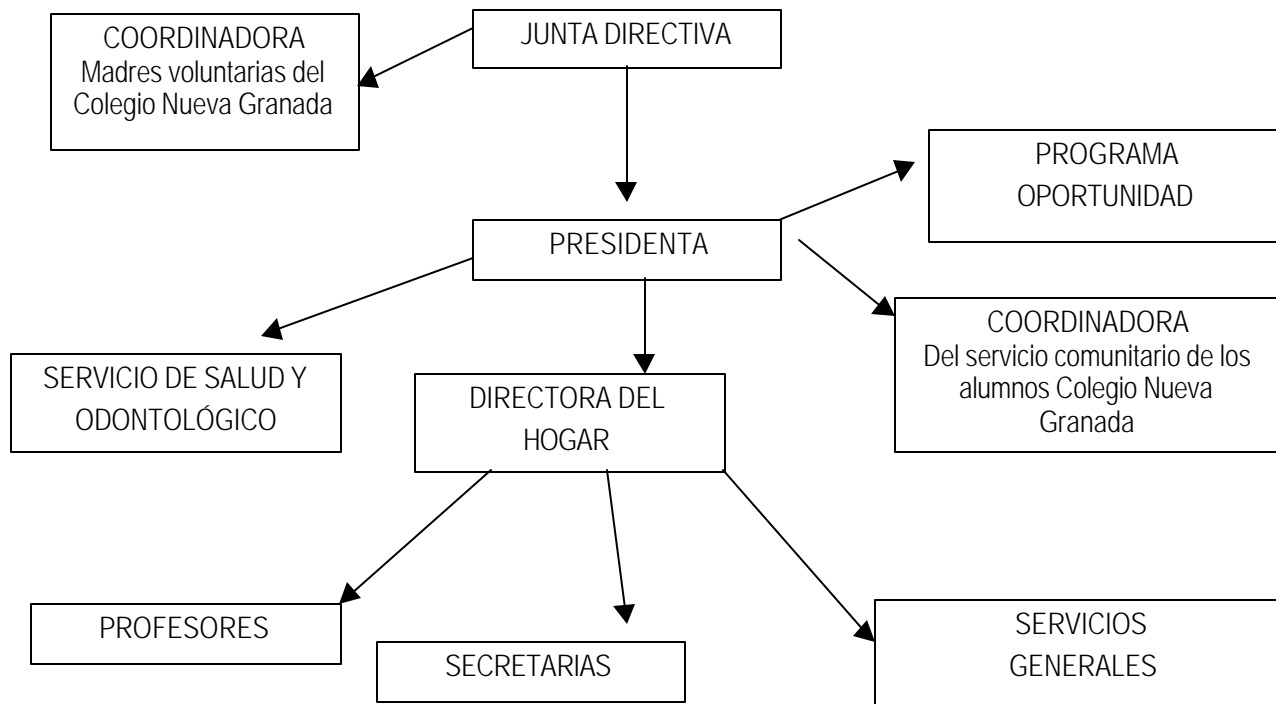 COORDINADORA
Madres voluntarias del
Colegio Nueva Granada
JUNTA DIRECTIVA
PROGRAMA
OPORTUNIDAD
PRESIDENTA
COORDINADORA
Del servicio comunitario de los
alumnos Colegio Nueva
Granada
SERVICIO DE SALUD Y
ODONTOLÓGICO
DIRECTORA DEL
HOGAR
PROFESORES
SECRETARIAS
SERVICIOS
GENERALES